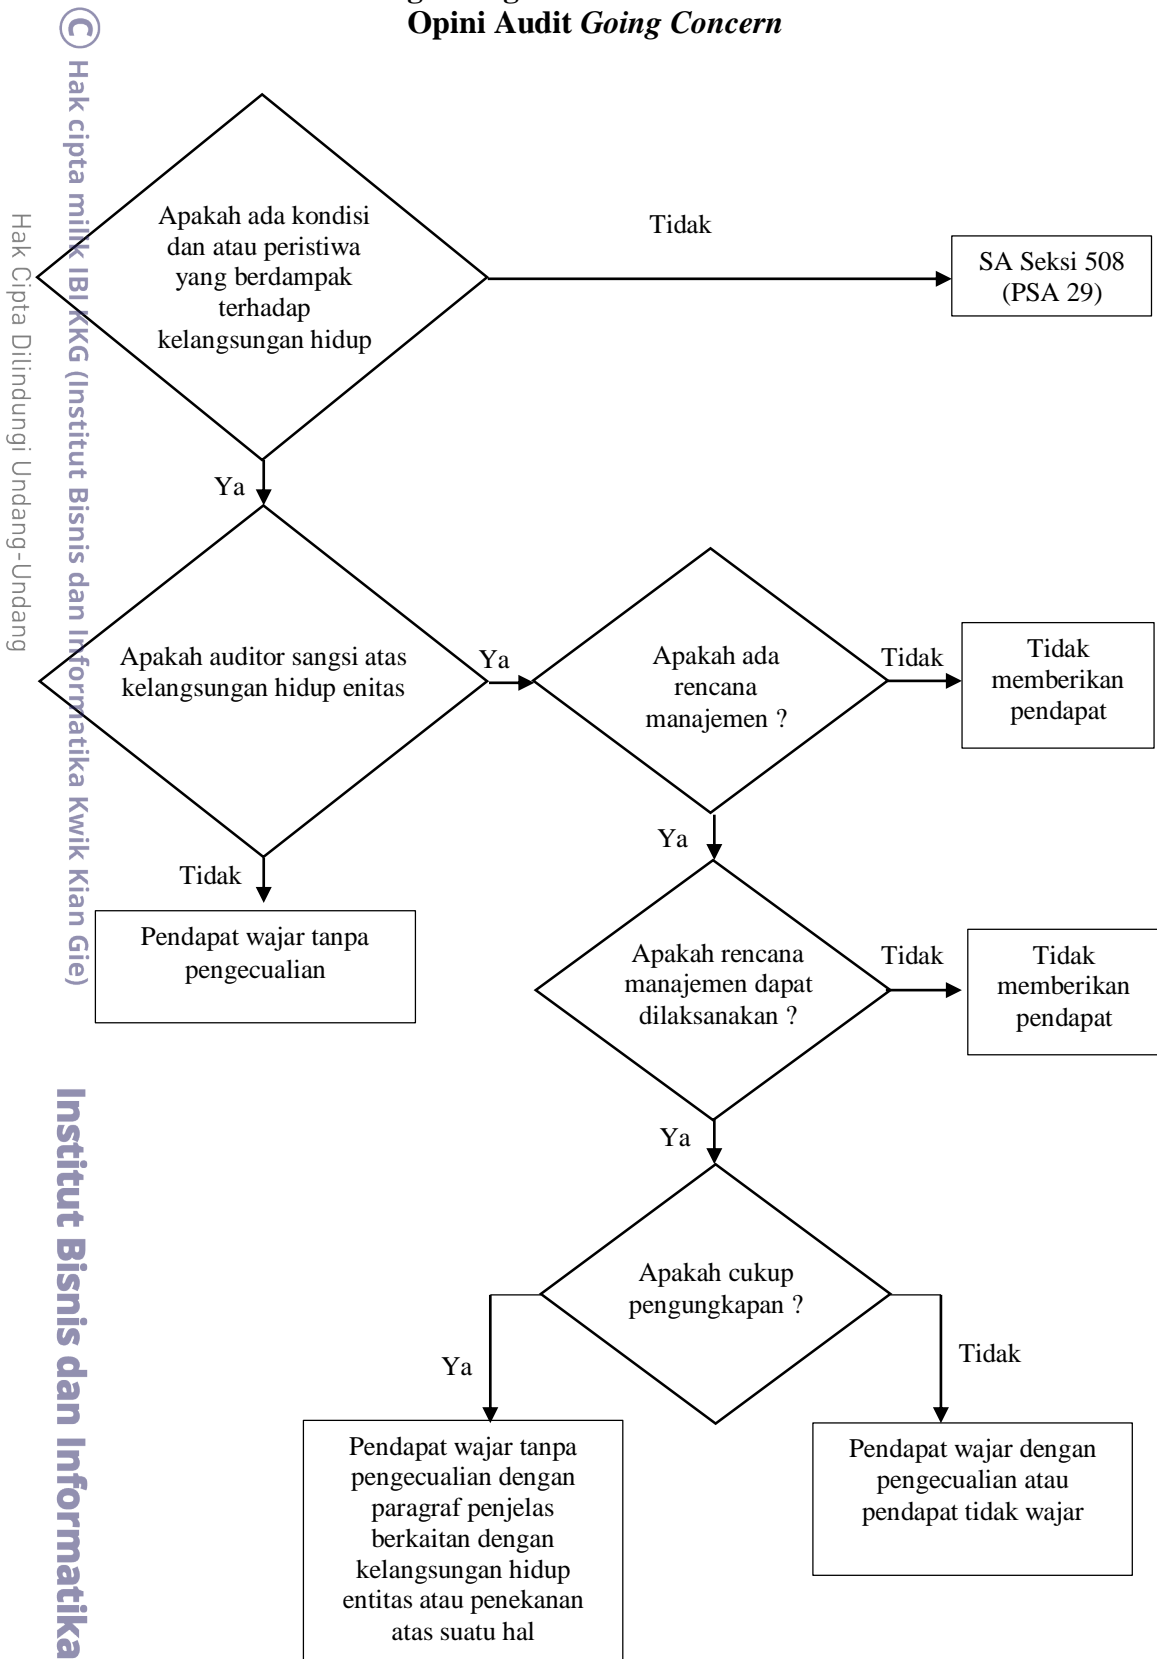 Opini Audit Going Concern
© Hak cipta milik IBI KKG (Institut Bisnis dan Informatika Kwik Kian Gie)
Hak Cipta Dilindungi Undang-Undang
Institut Bisnis dan Informatika
Apakah ada kondisi
dan atau peristiwa
yang berdampak
terhadap
kelangsungan hidup
Tidak
SA Seksi 508
(PSA 29)
Ya
Apakah auditor sangsi atas
kelangsungan hidup enitas
Ya
Apakah ada
rencana
manajemen ?
Tidak
Tidak
memberikan
pendapat
Tidak
Pendapat wajar tanpa
pengecualian
Ya
Apakah rencana
manajemen dapat
dilaksanakan ?
Tidak
Tidak
memberikan
pendapat
Ya
Apakah cukup
pengungkapan ?
Ya
Tidak
Pendapat wajar tanpa
pengecualian dengan
paragraf penjelas
berkaitan dengan
kelangsungan hidup
entitas atau penekanan
atas suatu hal
Pendapat wajar dengan
pengecualian atau
pendapat tidak wajar